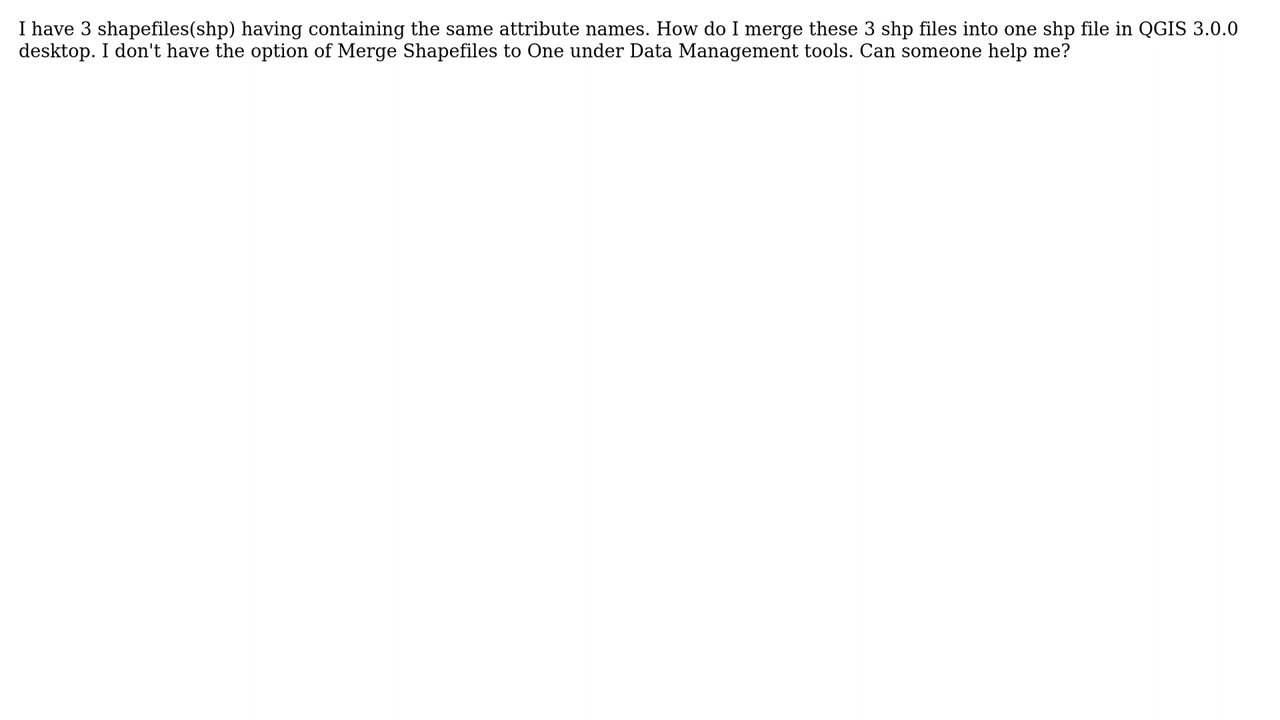 I have 3 shapefiles(shp) having containing the same attribute names. How do I merge these 3 shp files into one shp file in QGIS 3.0.0
desktop. I don't have the option of Merge Shapefiles to One under Data Management tools. Can someone help me?